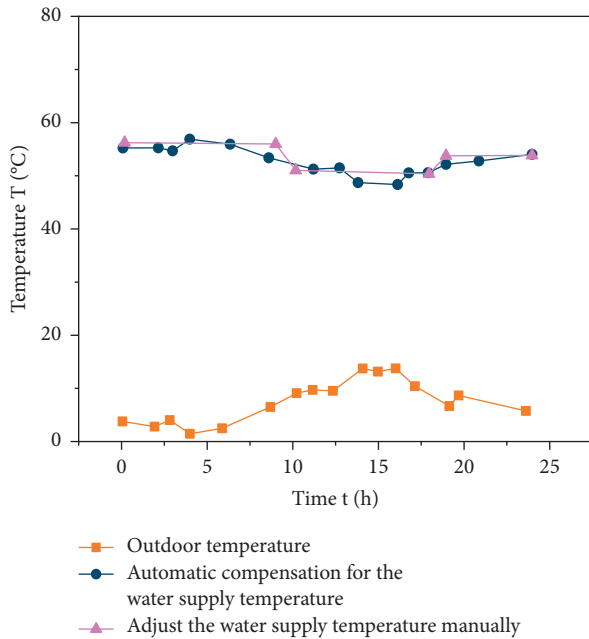 80
60
40
20
0
Temperature T (°C)
0 5 10 15 20 25
Time t (h)
Outdoor temperature
Automatic compensation for the
water supply temperature
Adjust the water supply temperature manually